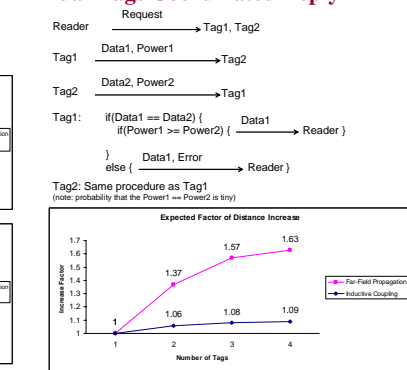 Request
Reader Tag1, Tag2
Data1, Power1
Tag1 Tag2
Data2, Power2
Tag2 Tag1
Tag1: if(Data1 == Data2) {
if(Power1 >= Power2) { Data1 Reader }
}
else { Data1, Error Reader }
Tag2: Same procedure as Tag1
(note: probability that the Power1 == Power2 is tiny)
Expected Factor of Distance Increase
Increase Factor
1.7
1.6
1.5
1.4
1.3
1.2
1.1
1
1
1.37
1.57
1.63
1.06
1.08
1.09
1 2 3 4
Number of Tags
Far-Field Propagation
Inductive Coupling